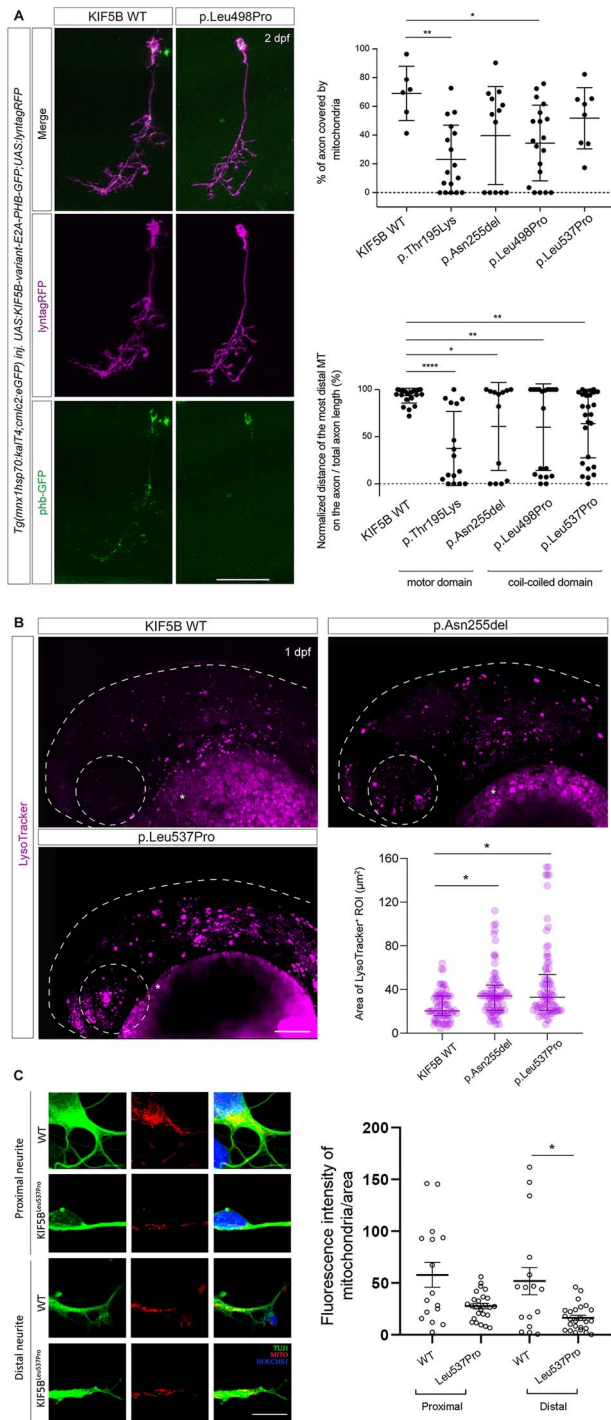 A
KIF5B WT
p.Leu498Pro
2 dpf
Tg(mnx1hsp70:kalT4;cmlc2:eGFP) inj. UAS:KIF5B-variant-E2A-PHB-GFP;UAS:lyntagRFP
Merge
lyntagRFP
phb-GFP
% of axon covered by
mitochondria
100
80
60
40
20
0
*
**
KIF5B WT
p.Thr195Lys
p.Asn255del
p.Leu498Pro
p.Leu537Pro
Normalized distance of the most distal MT
on the axon / total axon length (%)
100
50
0
**
**
*
****
KIF5B WT
p.Thr195Lys
p.Asn255del
p.Leu498Pro
p.Leu537Pro
motor domain
coil-coiled domain
B
KIF5B WT
p.Asn255del
1 dpf
*
*
LysoTracker
p.Leu537Pro
*
Area of LysoTracker⁺ ROI (µm²)
160
120
80
40
0
*
*
KIF5B WT
p.Asn255del
p.Leu537Pro
C
Proximal neurite
WT
KIF5B^Leu537Pro
Distal neurite
WT
KIF5B^Leu537Pro
TUJ1
MITO
HOECHST
Fluorescence intensity of
mitochondria/area
200
150
100
50
0
*
WT
Leu537Pro
WT
Leu537Pro
Proximal
Distal